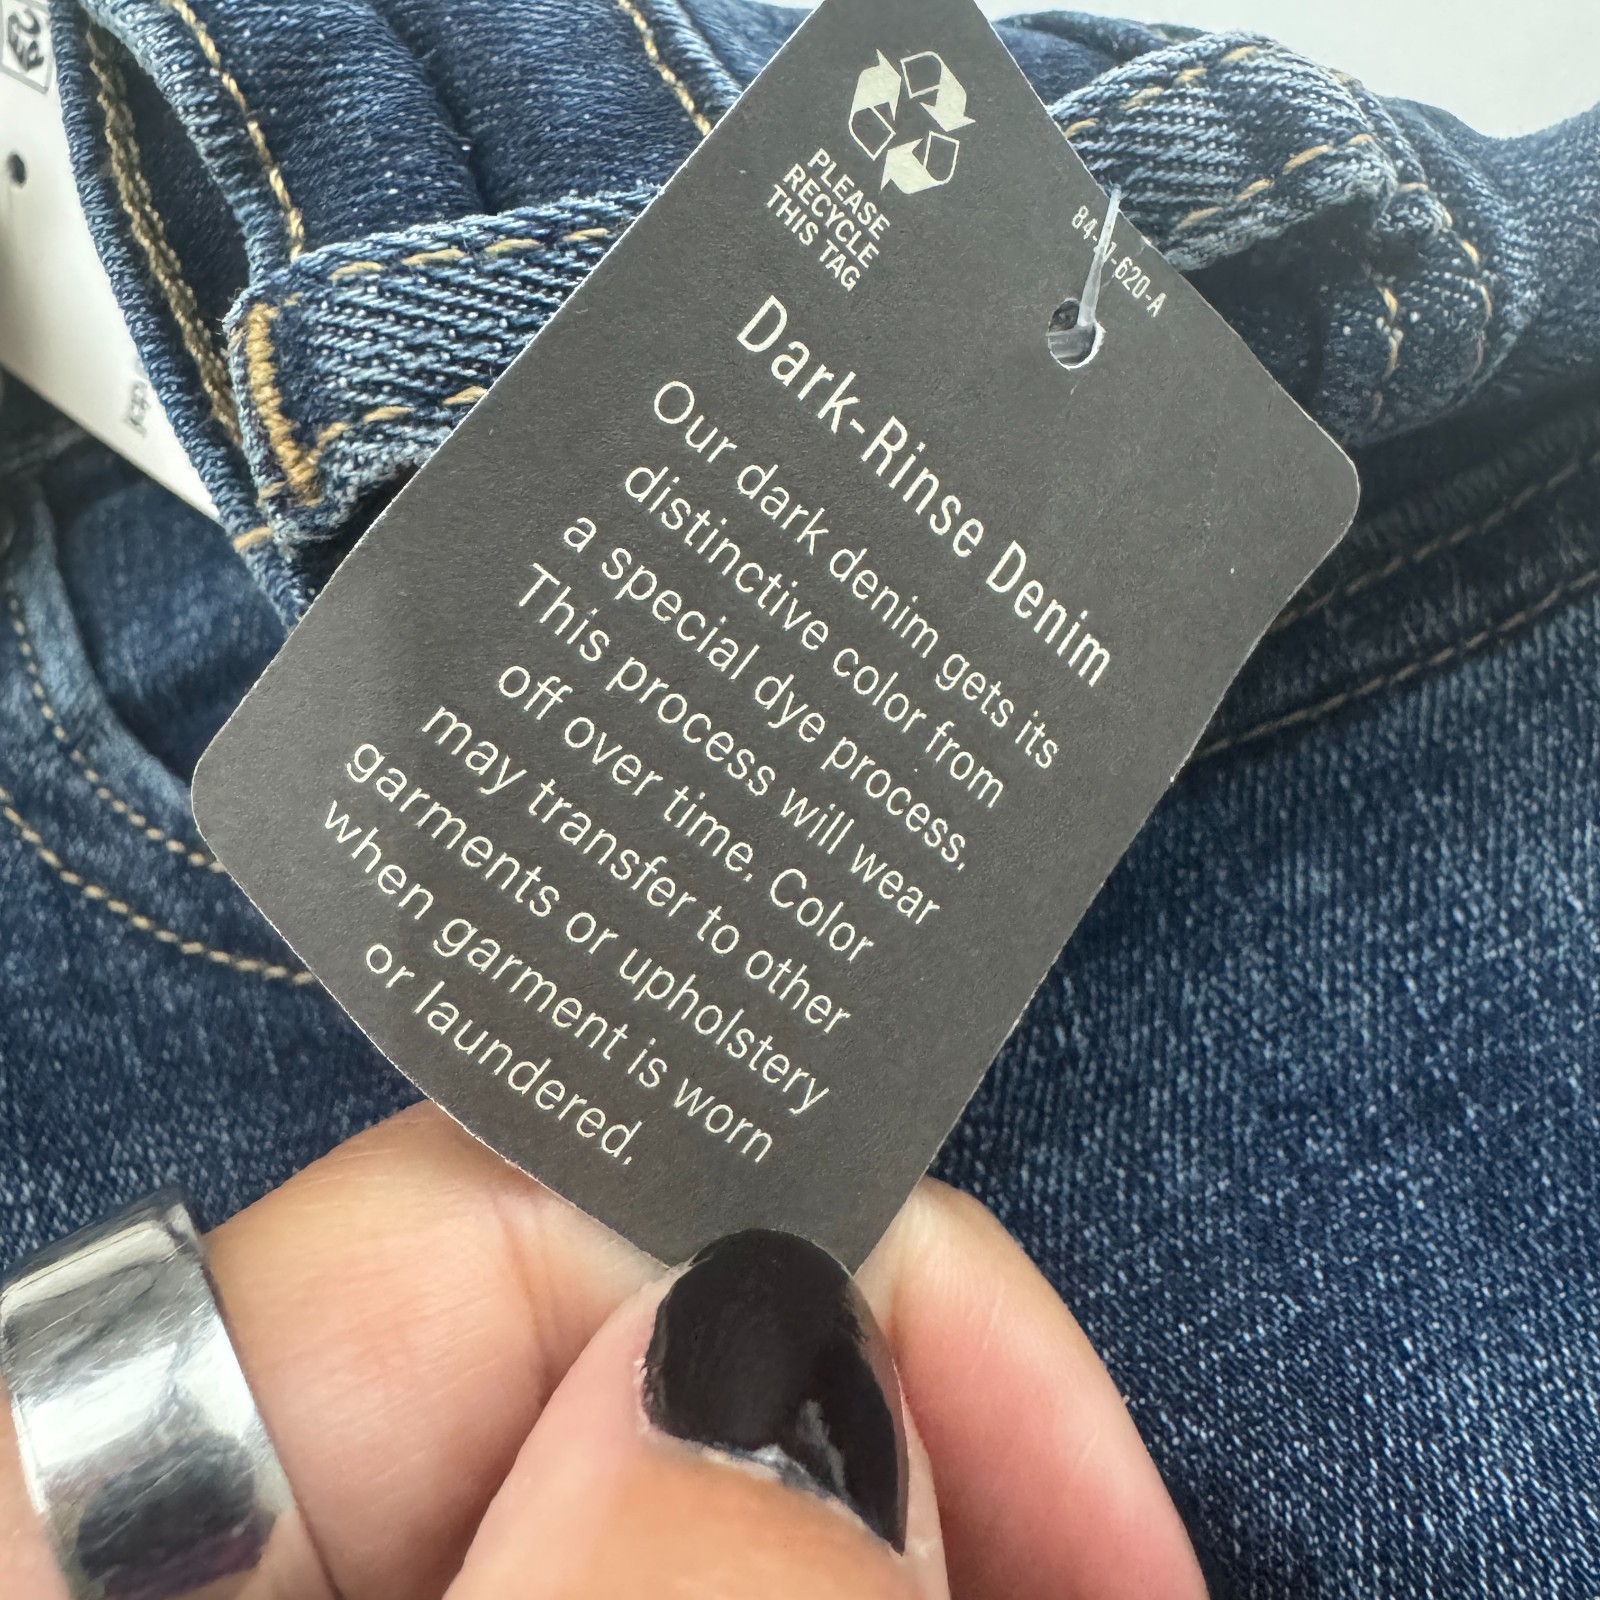 PLEASE
RECYCLE
THIS TAG
Dark-Rinse Denim
Our dark denim gets its
distinctive color from
a special dye process.
This process will wear
off over time. Color
may transfer to other
garments or upholstery
when garment is worn
or laundered.